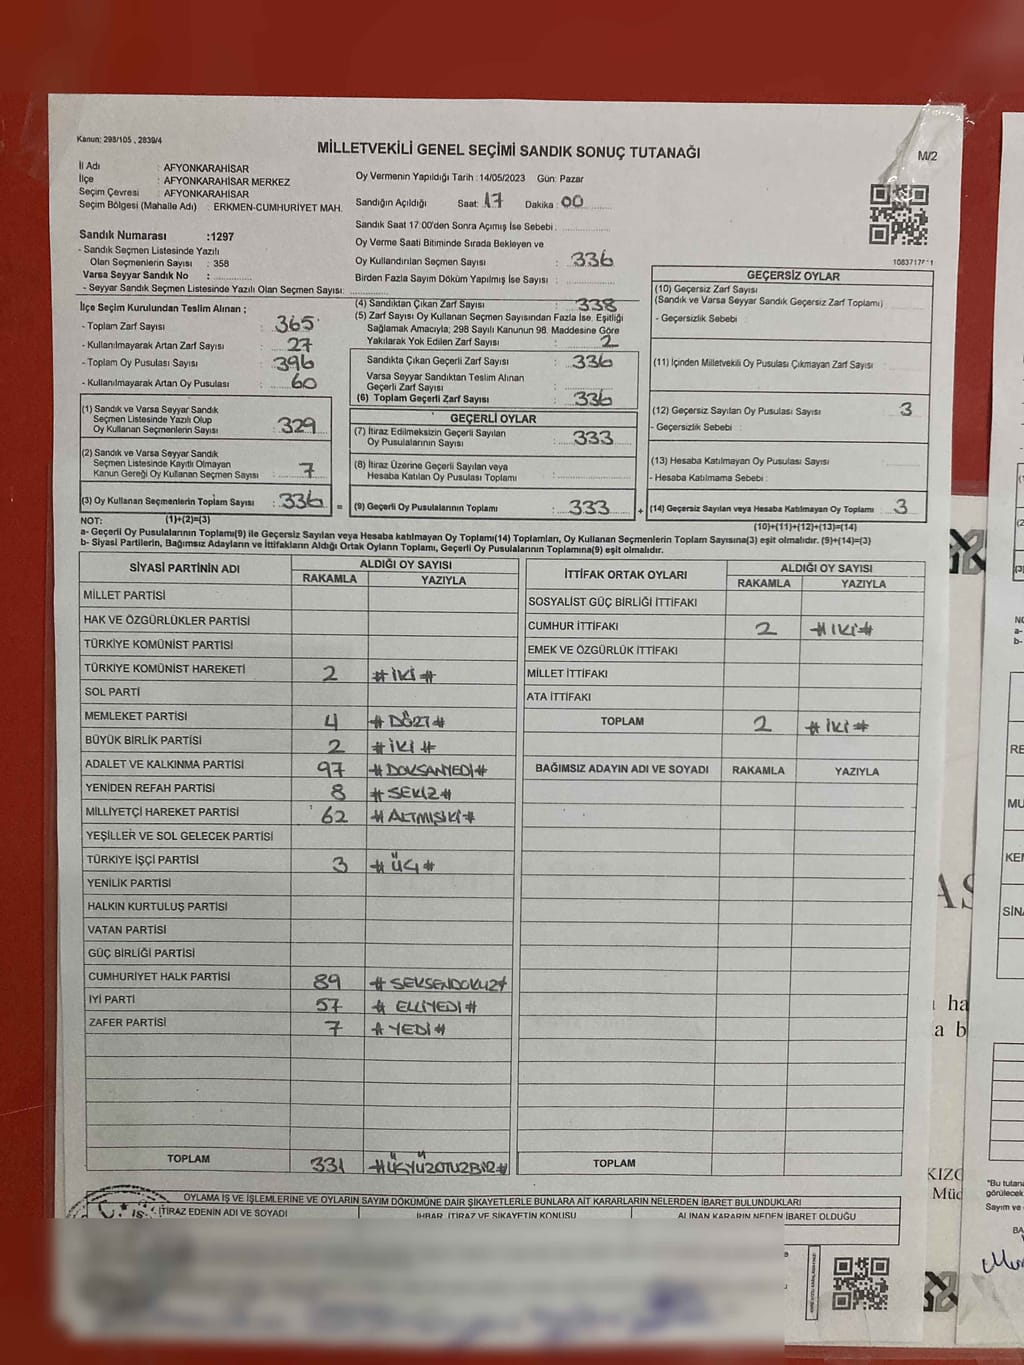 Kanun: 298/105 , 2839/4
MİLLETVEKİLİ GENEL SEÇİMİ SANDIK SONUÇ TUTANAĞI
M/2
İl Adı : AFYONKARAHİSAR
İlçe : AFYONKARAHİSAR MERKEZ
Seçim Çevresi : AFYONKARAHİSAR
Seçim Bölgesi (Mahalle Adı) : ERKMEN-CUMHURİYET MAH.
Oy Vermenin Yapıldığı Tarih : 14/05/2023 Gün: Pazar
Sandığın Açıldığı Saat: 17 Dakika : 00
Sandık Saat 17:00'den Sonra Açımış İse Sebebi :
Sandık Numarası :1297
- Sandık Seçmen Listesinde Yazılı
Olan Seçmenlerin Sayısı : 358
Varsa Seyyar Sandık No :
- Seyyar Sandık Seçmen Listesinde Yazılı Olan Seçmen Sayısı:
Oy Verme Saati Bitiminde Sırada Bekleyen ve
Oy Kullandırılan Seçmen Sayısı : 336
Birden Fazla Sayım Döküm Yapılmış İse Sayısı :
İlçe Seçim Kurulundan Teslim Alınan ;
- Toplam Zarf Sayısı : 365
- Kullanılmayarak Artan Zarf Sayısı : 27
- Toplam Oy Pusulası Sayısı : 396
- Kullanılmayarak Artan Oy Pusulası : 60
(1) Sandık ve Varsa Seyyar Sandık
Seçmen Listesinde Yazılı Olup
Oy Kullanan Seçmenlerin Sayısı : 329
(2) Sandık ve Varsa Seyyar Sandık
Seçmen Listesinde Kayıtlı Olmayan
Kanun Gereği Oy Kullanan Seçmen Sayısı : 7
(3) Oy Kullanan Seçmenlerin Toplam Sayısı : 336 =
(1)+(2)=(3)
(4) Sandıktan Çıkan Zarf Sayısı : 338
(5) Zarf Sayısı Oy Kullanan Seçmen Sayısından Fazla İse, Eşitliği
Sağlamak Amacıyla; 298 Sayılı Kanunun 98. Maddesine Göre
Yakılarak Yok Edilen Zarf Sayısı : 2
Sandıkta Çıkan Geçerli Zarf Sayısı : 336
Varsa Seyyar Sandıktan Teslim Alınan
Geçerli Zarf Sayısı :
(6) Toplam Geçerli Zarf Sayısı : 336
GEÇERLİ OYLAR
(7) İtiraz Edilmeksizin Geçerli Sayılan
Oy Pusulalarının Sayısı : 333
(8) İtiraz Üzerine Geçerli Sayılan veya
Hesaba Katılan Oy Pusulası Toplamı :
(9) Geçerli Oy Pusulalarının Toplamı : 333 +
GEÇERSİZ OYLAR
(10) Geçersiz Zarf Sayısı
(Sandık ve Varsa Seyyar Sandık Geçersiz Zarf Toplamı) :
- Geçersizlik Sebebi :
(11) İçinden Milletvekili Oy Pusulası Çıkmayan Zarf Sayısı :
(12) Geçersiz Sayılan Oy Pusulası Sayısı : 3
- Geçersizlik Sebebi :
(13) Hesaba Katılmayan Oy Pusulası Sayısı :
- Hesaba Katılmama Sebebi :
(14) Geçersiz Sayılan veya Hesaba Katılmayan Oy Toplamı : 3
(10)+(11)+(12)+(13)=(14)
NOT:
a- Geçerli Oy Pusulalarının Toplamı(9) ile Geçersiz Sayılan veya Hesaba katılmayan Oy Toplamı(14) Toplamları, Oy Kullanan Seçmenlerin Toplam Sayısına(3) eşit olmalıdır. (9)+(14)=(3)
b- Siyasi Partilerin, Bağımsız Adayların ve İttifakların Aldığı Ortak Oyların Toplamı, Geçerli Oy Pusulalarının Toplamına(9) eşit olmalıdır.
SİYASİ PARTİNİN ADI ALDIĞI OY SAYISI
RAKAMLA YAZIYLA
MİLLET PARTİSİ
HAK VE ÖZGÜRLÜKLER PARTİSİ
TÜRKİYE KOMÜNİST PARTİSİ
TÜRKİYE KOMÜNİST HAREKETİ 2 #İKİ#
SOL PARTİ
MEMLEKET PARTİSİ 4 #DÖRT#
BÜYÜK BİRLİK PARTİSİ 2 #İKİ#
ADALET VE KALKINMA PARTİSİ 97 #DOKSANYEDİ#
YENİDEN REFAH PARTİSİ 8 #SEKİZ#
MİLLİYETÇİ HAREKET PARTİSİ 62 #ALTMIŞİKİ#
YEŞİLLER VE SOL GELECEK PARTİSİ
TÜRKİYE İŞÇİ PARTİSİ 3 #ÜÇ#
YENİLİK PARTİSİ
HALKIN KURTULUŞ PARTİSİ
VATAN PARTİSİ
GÜÇ BİRLİĞİ PARTİSİ
CUMHURİYET HALK PARTİSİ 89 #SEKSENDOKUZ#
İYİ PARTİ 57 #ELLİYEDİ#
ZAFER PARTİSİ 7 #YEDİ#
TOPLAM 331 #ÜÇYÜZOTUZBİR#
İTTİFAK ORTAK OYLARI ALDIĞI OY SAYISI
RAKAMLA YAZIYLA
SOSYALİST GÜÇ BİRLİĞİ İTTİFAKI
CUMHUR İTTİFAKI 2 #İKİ#
EMEK VE ÖZGÜRLÜK İTTİFAKI
MİLLET İTTİFAKI
ATA İTTİFAKI
TOPLAM 2 #İKİ#
BAĞIMSIZ ADAYIN ADI VE SOYADI RAKAMLA YAZIYLA
TOPLAM
OYLAMA İŞ VE İŞLEMLERİNE VE OYLARIN SAYIM DÖKÜMÜNE DAİR ŞİKAYETLERLE BUNLARA AİT KARARLARIN NELERDEN İBARET BULUNDUKLARI
İTİRAZ EDENİN ADI VE SOYADI İHBAR, İTİRAZ VE ŞİKAYETİN KONUSU ALINAN KARARIN NEDEN İBARET OLDUĞU